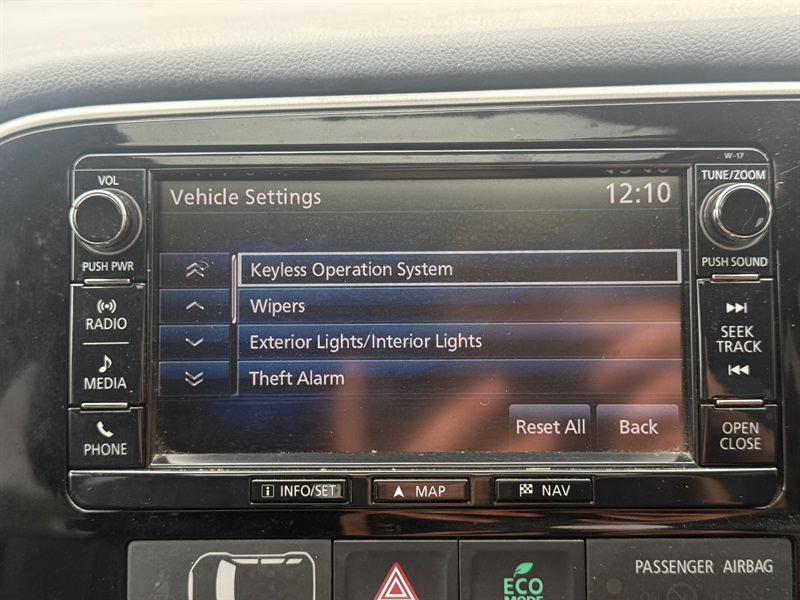 W-17
VOL
TUNE/ZOOM
Vehicle Settings
12:10
PUSH PWR
PUSH SOUND
Keyless Operation System
Wipers
Exterior Lights/Interior Lights
Theft Alarm
Reset All
Back
RADIO
MEDIA
PHONE
SEEK
TRACK
OPEN
CLOSE
i INFO/SET
MAP
NAV
ECO
MODE
PASSENGER AIRBAG